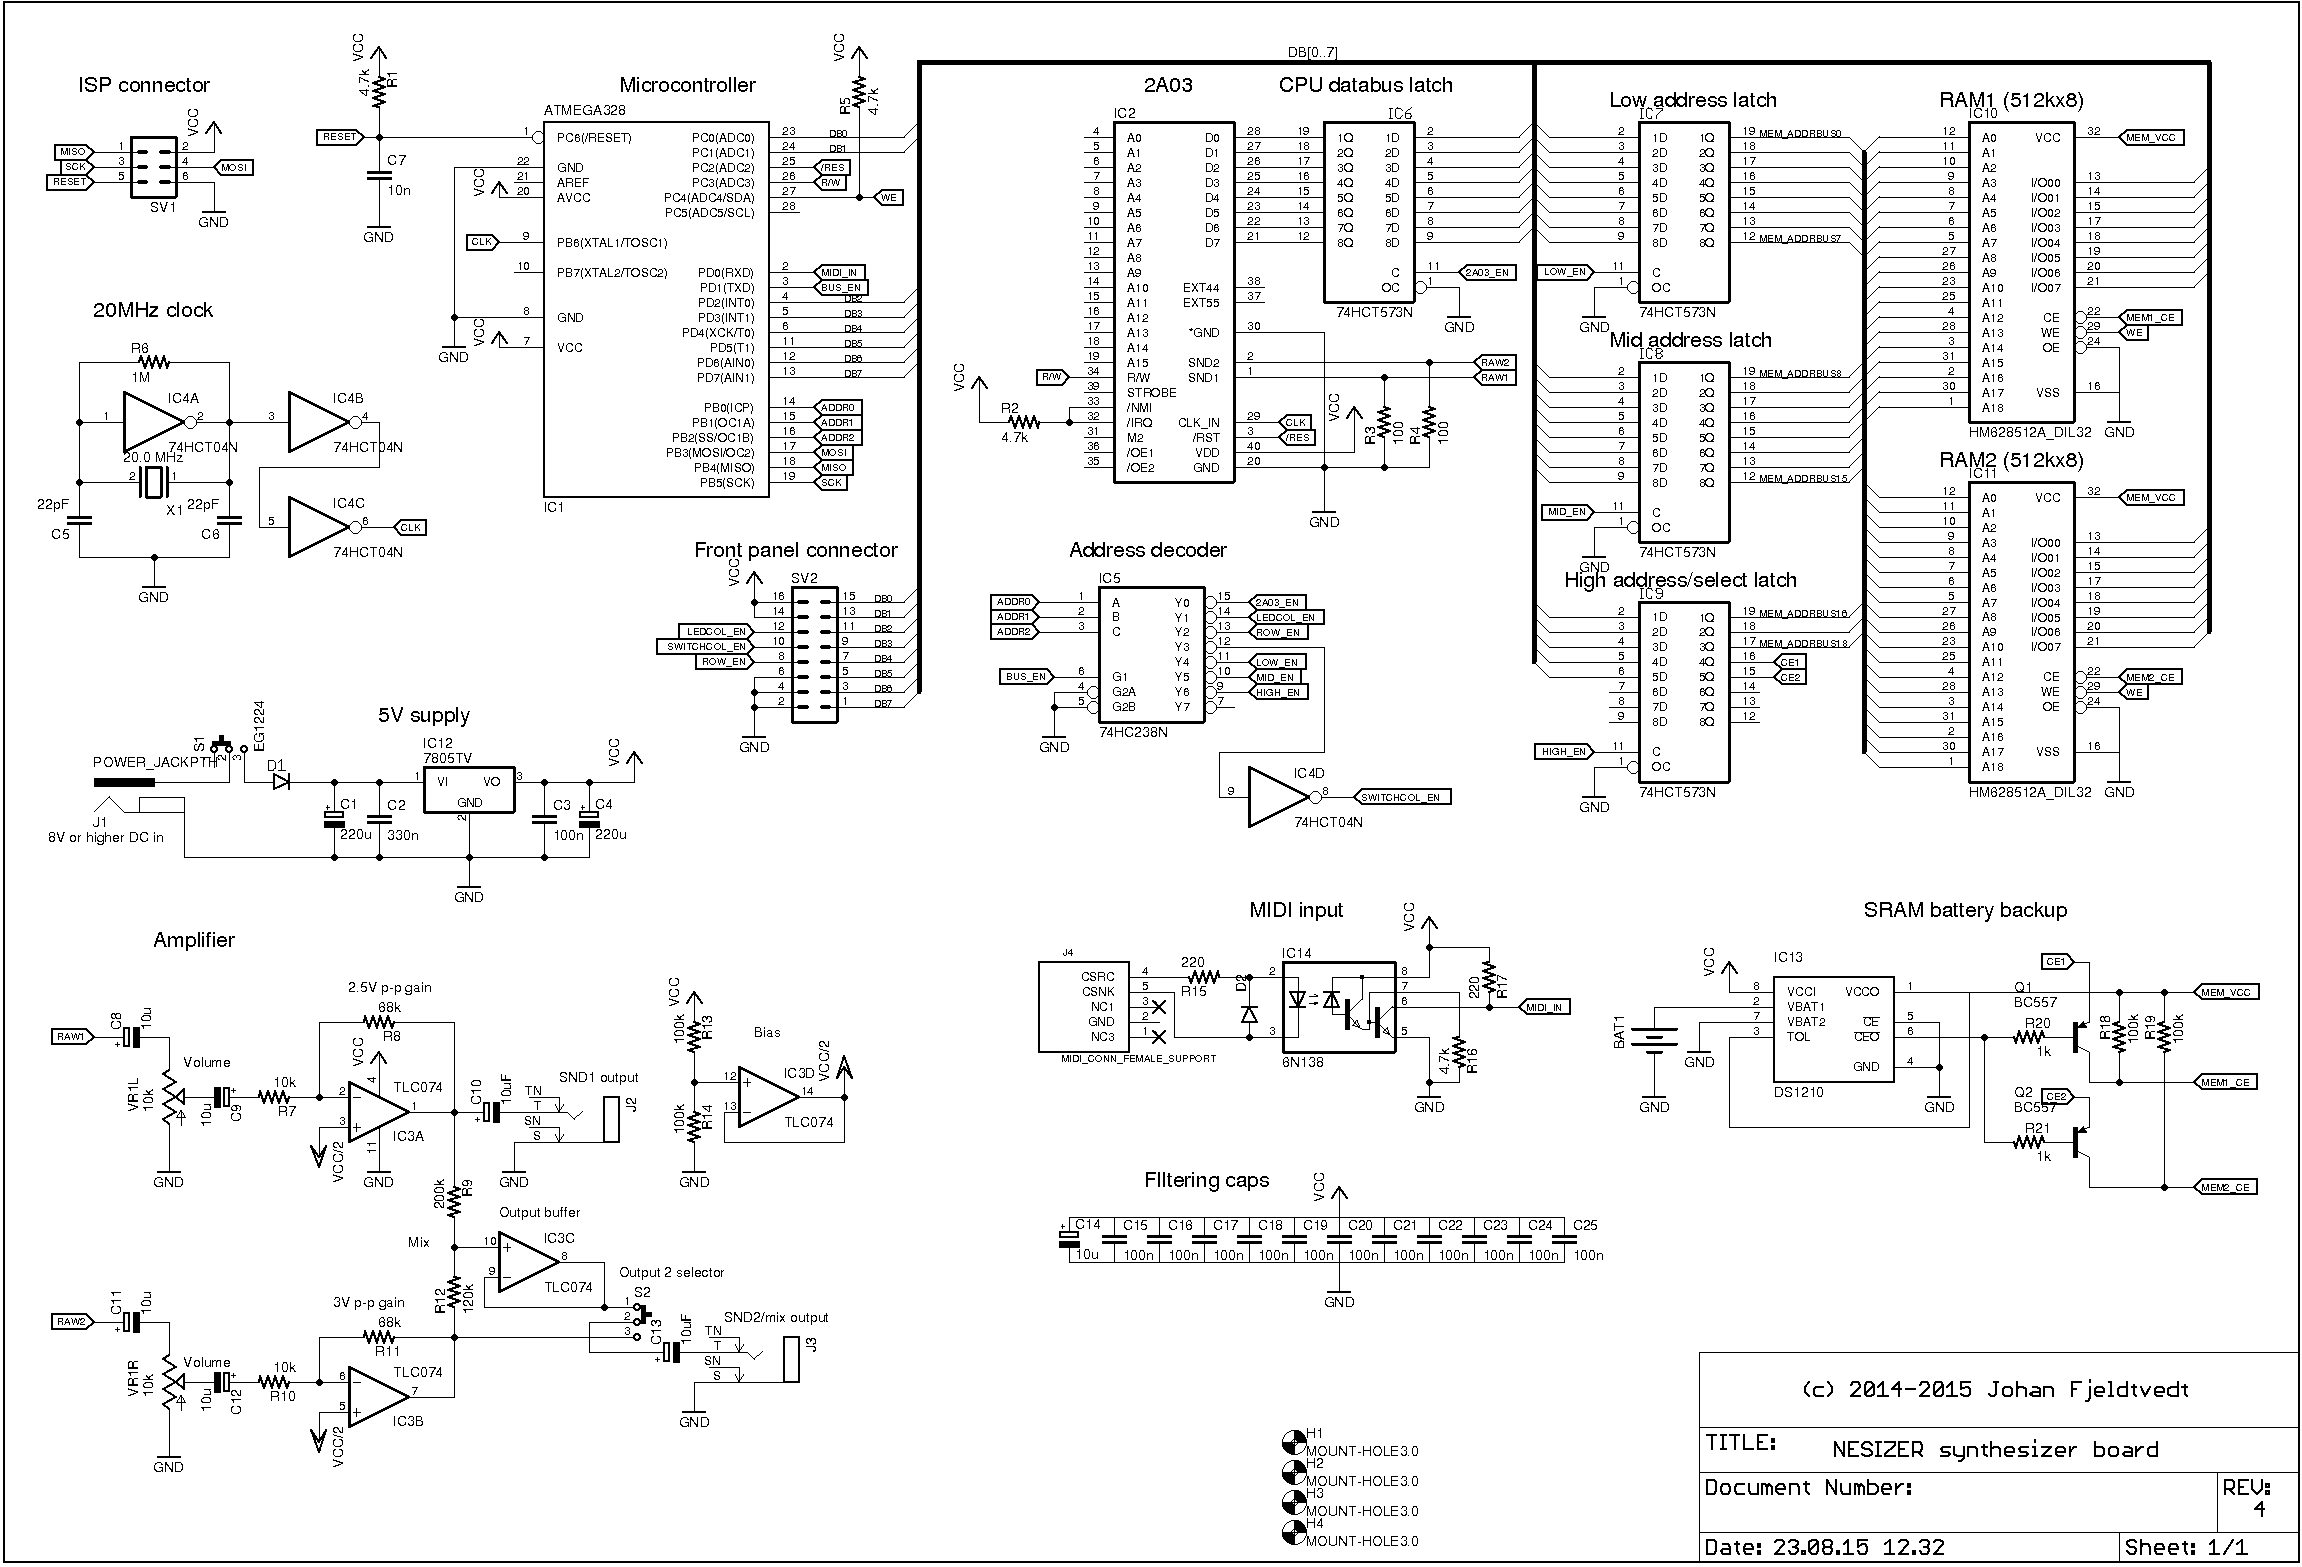 DB[0..7]
ISP connector
VCC
MISO 1 2
SCK 3 4 MOSI
RESET 5 6
SV1
GND
VCC
4.7k
R1
RESET
C7
10n
GND
Microcontroller
ATMEGA328
VCC
R5
4.7k
1 PC6(/RESET)
22 GND
21 AREF
20 AVCC
VCC
CLK 9 PB6(XTAL1/TOSC1)
10 PB7(XTAL2/TOSC2)
8 GND
VCC
7 VCC
GND
PC0(ADC0) 23 DB0
PC1(ADC1) 24 DB1
PC2(ADC2) 25 /RES
PC3(ADC3) 26 R/W
PC4(ADC4/SDA) 27 WE
PC5(ADC5/SCL) 28
PD0(RXD) 2 MIDI_IN
PD1(TXD) 3 BUS_EN
PD2(INT0) 4 DB2
PD3(INT1) 5 DB3
PD4(XCK/T0) 6 DB4
PD5(T1) 11 DB5
PD6(AIN0) 12 DB6
PD7(AIN1) 13 DB7
PB0(ICP) 14 ADDR0
PB1(OC1A) 15 ADDR1
PB2(SS/OC1B) 16 ADDR2
PB3(MOSI/OC2) 17 MOSI
PB4(MISO) 18 MISO
PB5(SCK) 19 SCK
IC1
20MHz clock
R6
1M
IC4A
1 2
74HCT04N
20.0 MHz
2 1
X1
22pF
C5
22pF
C6
GND
IC4B
3 4
74HCT04N
IC4C
5 6 CLK
74HCT04N
2A03
IC2
4 A0
5 A1
6 A2
7 A3
8 A4
9 A5
10 A6
11 A7
12 A8
13 A9
14 A10
15 A11
16 A12
17 A13
18 A14
19 A15
R/W 34 R/W
39 STROBE
33 /NMI
32 /IRQ
31 M2
36 /OE1
35 /OE2
VCC
R2
4.7k
D0 28
D1 27
D2 26
D3 25
D4 24
D5 23
D6 22
D7 21
EXT44 38
EXT55 37
*GND 30
SND2 2 RAW2
SND1 1 RAW1
CLK_IN 29 CLK
/RST 3 /RES
VDD 40
GND 20
VCC
R3
100
R4
100
GND
CPU databus latch
IC6
19 1Q 1D 2
18 2Q 2D 3
17 3Q 3D 4
16 4Q 4D 5
15 5Q 5D 6
14 6Q 6D 7
13 7Q 7D 8
12 8Q 8D 9
C 11 2A03_EN
OC 1
74HCT573N
GND
Low address latch
IC7
2 1D 1Q 19 MEM_ADDRBUS0
3 2D 2Q 18
4 3D 3Q 17
5 4D 4Q 16
6 5D 5Q 15
7 6D 6Q 14
8 7D 7Q 13
9 8D 8Q 12 MEM_ADDRBUS7
LOW_EN 11 C
1 OC
74HCT573N
GND
Mid address latch
IC8
2 1D 1Q 19 MEM_ADDRBUS8
3 2D 2Q 18
4 3D 3Q 17
5 4D 4Q 16
6 5D 5Q 15
7 6D 6Q 14
8 7D 7Q 13
9 8D 8Q 12 MEM_ADDRBUS15
MID_EN 11 C
1 OC
74HCT573N
GND
High address/select latch
IC9
2 1D 1Q 19 MEM_ADDRBUS16
3 2D 2Q 18
4 3D 3Q 17 MEM_ADDRBUS18
5 4D 4Q 16 CE1
6 5D 5Q 15 CE2
7 6D 6Q 14
8 7D 7Q 13
9 8D 8Q 12
HIGH_EN 11 C
1 OC
74HCT573N
GND
RAM1 (512kx8)
IC10
12 A0 VCC 32 MEM_VCC
11 A1
10 A2
9 A3 I/O00 13
8 A4 I/O01 14
7 A5 I/O02 15
6 A6 I/O03 17
5 A7 I/O04 18
27 A8 I/O05 19
26 A9 I/O06 20
23 A10 I/O07 21
25 A11
4 A12 CE 22 MEM1_CE
28 A13 WE 29 WE
3 A14 OE 24
31 A15
2 A16
30 A17 VSS 16
1 A18
HM628512A_DIL32
GND
RAM2 (512kx8)
IC11
12 A0 VCC 32 MEM_VCC
11 A1
10 A2
9 A3 I/O00 13
8 A4 I/O01 14
7 A5 I/O02 15
6 A6 I/O03 17
5 A7 I/O04 18
27 A8 I/O05 19
26 A9 I/O06 20
23 A10 I/O07 21
25 A11
4 A12 CE 22 MEM2_CE
28 A13 WE 29 WE
3 A14 OE 24
31 A15
2 A16
30 A17 VSS 16
1 A18
HM628512A_DIL32
GND
Front panel connector
VCC
SV2
16 15 DB0
14 13 DB1
LEDCOL_EN 12 11 DB2
SWITCHCOL_EN 10 9 DB3
ROW_EN 8 7 DB4
6 5 DB5
4 3 DB6
2 1 DB7
GND
Address decoder
IC5
ADDR0 1 A Y0 15 2A03_EN
ADDR1 2 B Y1 14 LEDCOL_EN
ADDR2 3 C Y2 13 ROW_EN
Y3 12
Y4 11 LOW_EN
BUS_EN 6 G1 Y5 10 MID_EN
4 G2A Y6 9 HIGH_EN
5 G2B Y7 7
74HC238N
GND
IC4D
9 8 SWITCHCOL_EN
74HCT04N
5V supply
S1
2 3
EG1224
POWER_JACKPTH
J1
8V or higher DC in
D1
C1
220u
C2
330n
IC12
7805TV
1 VI VO 3
GND
2
C3
100n
C4
220u
VCC
GND
Amplifier
RAW1
C8
10u
VR1L
10k
Volume
GND
10u
C9
10k
R7
2.5V p-p gain
68k
R8
VCC
4
TLC074
2
3
1
11
IC3A
VCC/2
GND
C10
10uF
SND1 output
TN
T
SN
S
J2
GND
200k
R9
Mix
R12
120k
Output buffer
10
9
8
IC3C
TLC074
Output 2 selector
S2
1
2
3
C13
10uF
SND2/mix output
TN
T
SN
S
J3
GND
RAW2
C11
10u
VR1R
10k
Volume
GND
10u
C12
10k
R10
3V p-p gain
68k
R11
TLC074
6
5
7
IC3B
VCC/2
VCC
100k
R13
100k
R14
GND
Bias
12
13
14
IC3D
TLC074
VCC/2
MIDI input
J4
CSRC 4
CSNK 5
NC1 3
GND 2
NC3 1
MIDI_CONN_FEMALE_SUPPORT
220
R15
D2
IC14
2 8
7
6
3 5
6N138
VCC
220
R17
MIDI_IN
4.7k
R16
GND
SRAM battery backup
VCC
BAT1
GND
GND
IC13
8 VCCI VCCO 1
2 VBAT1
7 VBAT2 CE 5
3 TOL CEO 6
GND 4
DS1210
GND
CE1
Q1
BC557
R20
1k
CE2
Q2
BC557
R21
1k
R18
100k
R19
100k
MEM_VCC
MEM1_CE
MEM2_CE
FIltering caps
VCC
C14 C15 C16 C17 C18 C19 C20 C21 C22 C23 C24 C25
10u 100n 100n 100n 100n 100n 100n 100n 100n 100n 100n 100n
GND
H1
MOUNT-HOLE3.0
H2
MOUNT-HOLE3.0
H3
MOUNT-HOLE3.0
H4
MOUNT-HOLE3.0
(c) 2014-2015 Johan Fjeldtvedt
TITLE: NESIZER synthesizer board
Document Number:
REV: 4
Date: 23.08.15 12.32
Sheet: 1/1